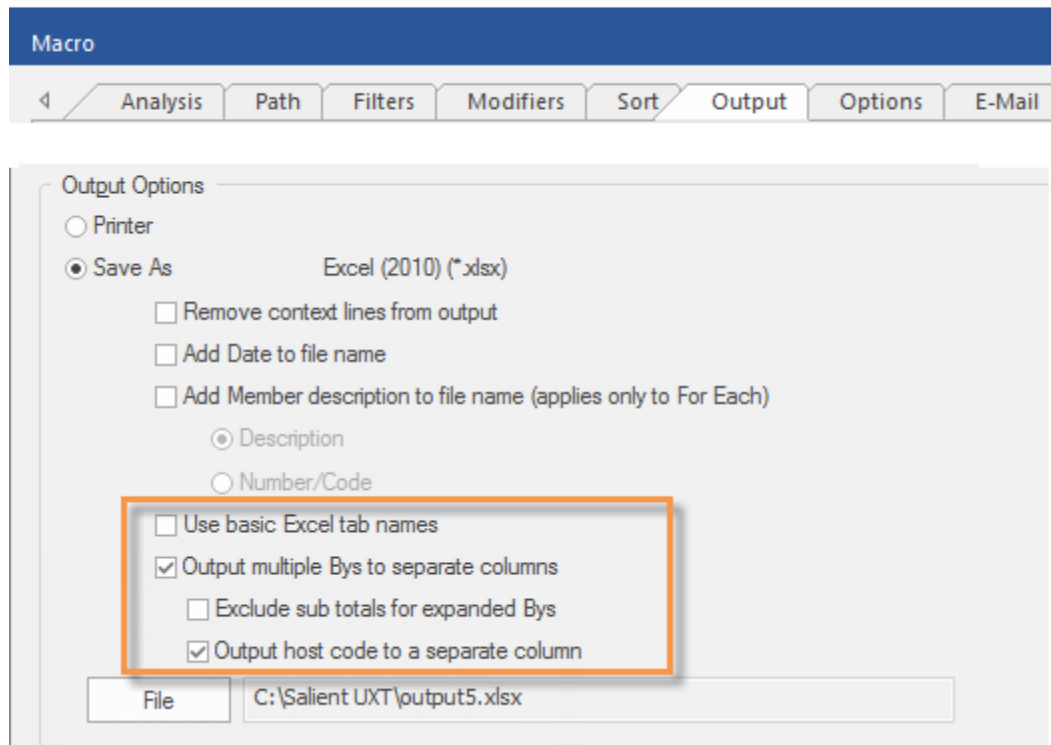 Macro
Analysis Path Filters Modifiers Sort Output Options E-Mail
Output Options
Printer
Save As Excel (2010) (*.xlsx)
Remove context lines from output
Add Date to file name
Add Member description to file name (applies only to For Each)
Description
Number/Code
Use basic Excel tab names
Output multiple Bys to separate columns
Exclude sub totals for expanded Bys
Output host code to a separate column
File C:\Salient UXT\output5.xlsx